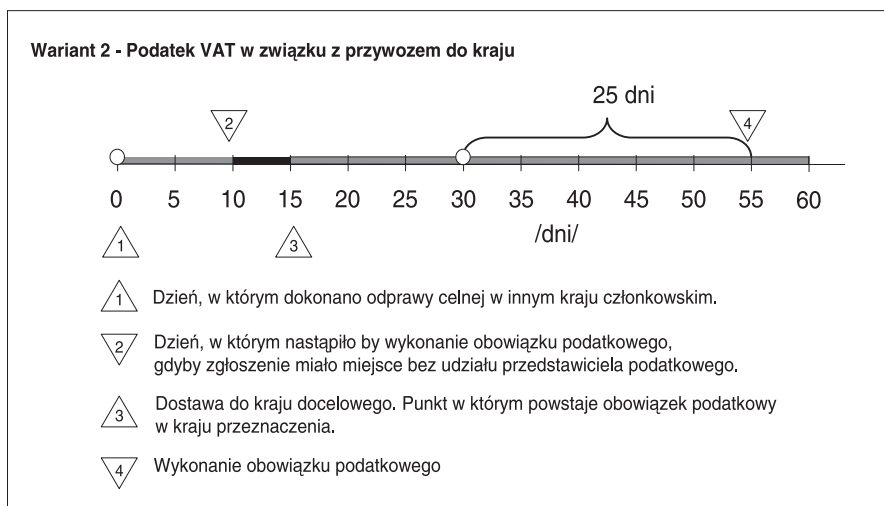 Wariant 2 - Podatek VAT w związku z przywozem do kraju
25 dni
2
4
0 5 10 15 20 25 30 35 40 45 50 55 60
/dni/
1
3
1 Dzień, w którym dokonano odprawy celnej w innym kraju członkowskim.
2 Dzień, w którym nastąpiło by wykonanie obowiązku podatkowego,
gdyby zgłoszenie miało miejsce bez udziału przedstawiciela podatkowego.
3 Dostawa do kraju docelowego. Punkt w którym powstaje obowiązek podatkowy
w kraju przeznaczenia.
4 Wykonanie obowiązku podatkowego